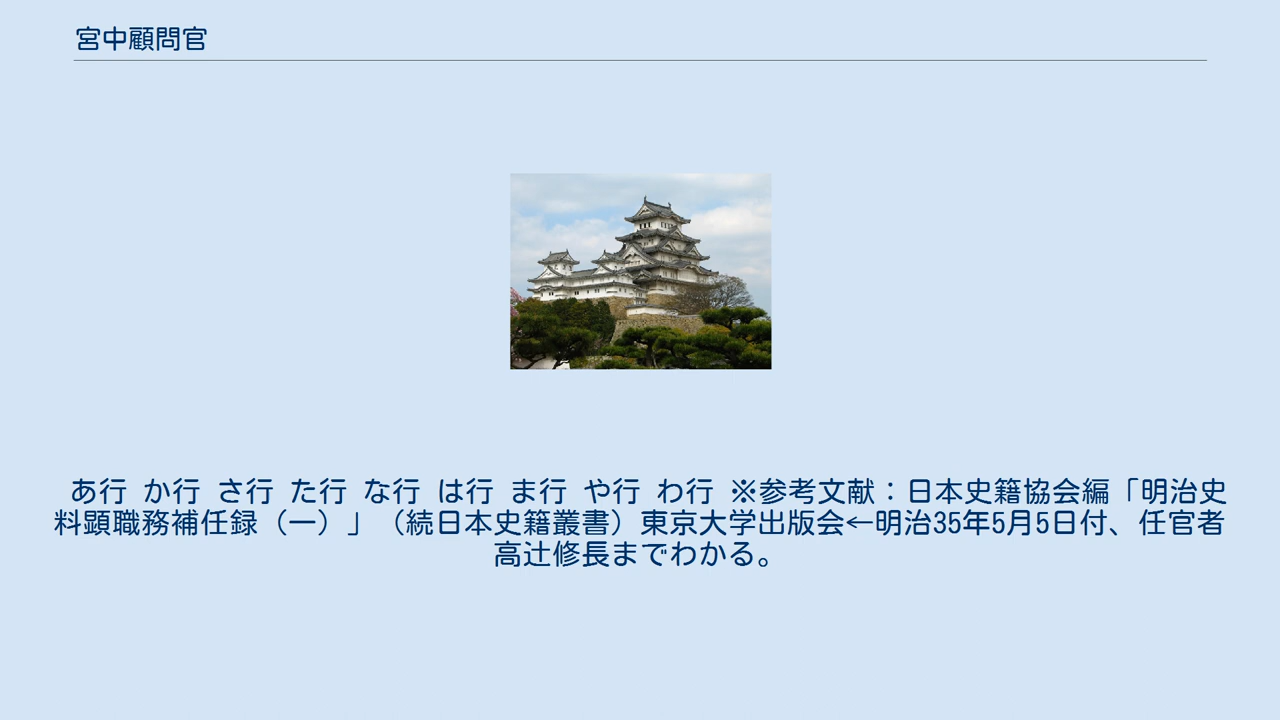 宮中顧問官
あ行 か行 さ行 た行 な行 は行 ま行 や行 わ行 ※参考文献：日本史籍協会編「明治史
料顕職務補任録（一）」（続日本史籍叢書）東京大学出版会←明治35年5月5日付、任官者
高辻修長までわかる。